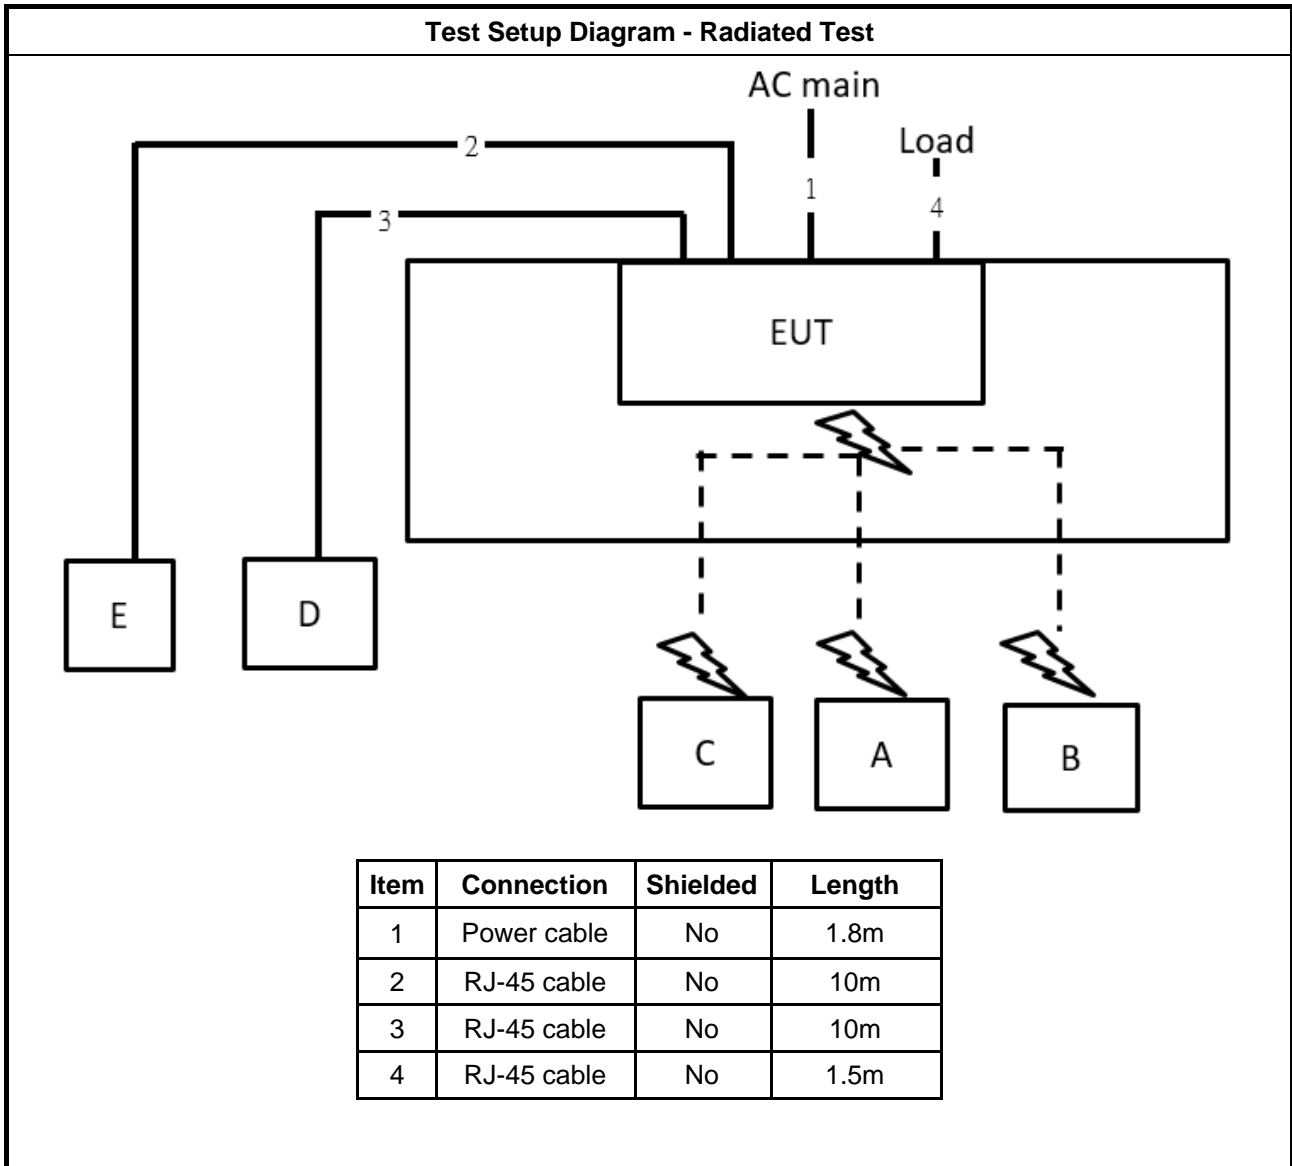 Test Setup Diagram - Radiated Test
AC main
Load
2
1
3
4
EUT
E
D
C
A
B
Item Connection Shielded Length
1 Power cable No 1.8m
2 RJ-45 cable No 10m
3 RJ-45 cable No 10m
4 RJ-45 cable No 1.5m